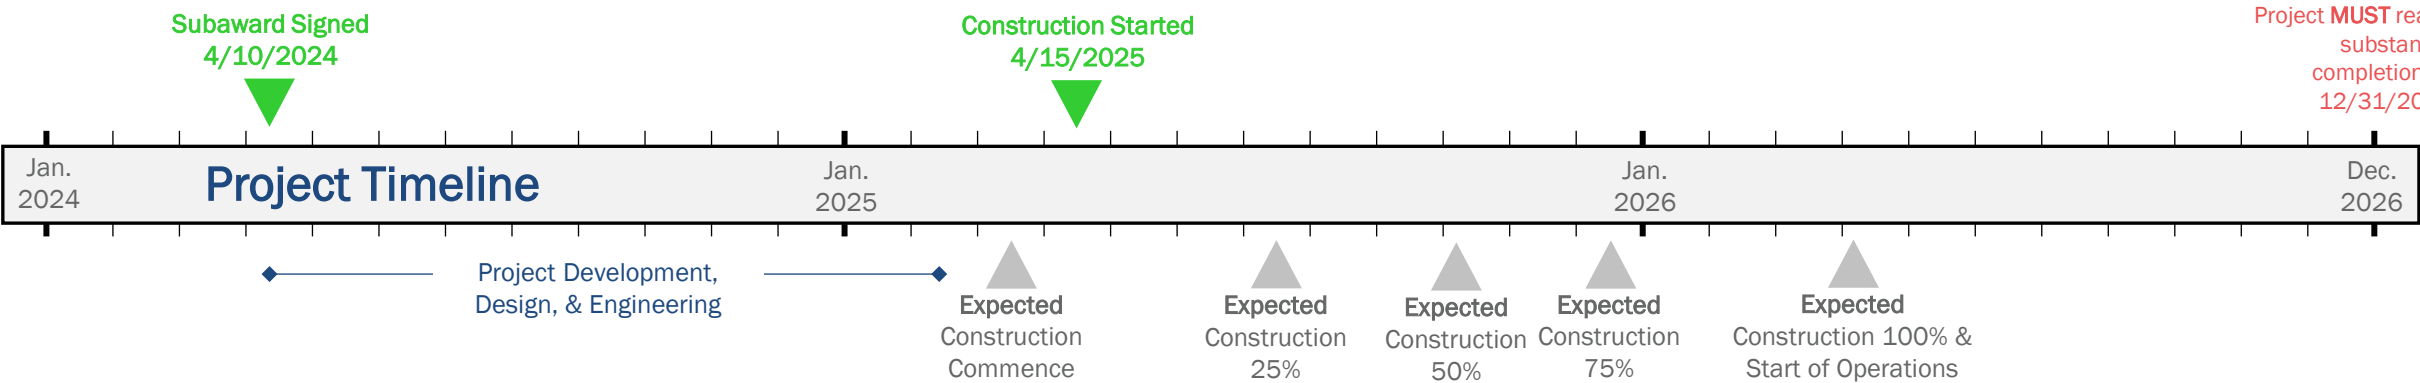 Subaward Signed
4/10/2024
Construction Started
4/15/2025
Project MUST
completion
Jan.
2024
Project Timeline
Jan.
2025
Jan.
2026
Dec.
2026
Project Development,
Design, & Engineering
Expected
Construction
Commence
Expected
Construction
25%
Expected
Construction
50%
Expected
Construction
75%
Expected
Construction 100% &
Start of Operations